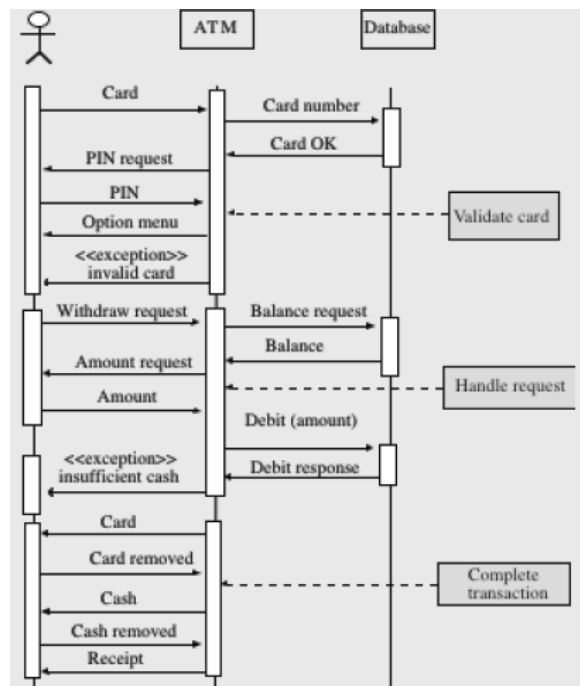 ATM
Database
Card
Card number
Card OK
PIN request
PIN
Option menu
Validate card
<<exception>>
invalid card
Withdraw request
Balance request
Balance
Amount request
Handle request
Amount
Debit (amount)
<<exception>>
insufficient cash
Debit response
Card
Card removed
Complete
transaction
Cash
Cash removed
Receipt